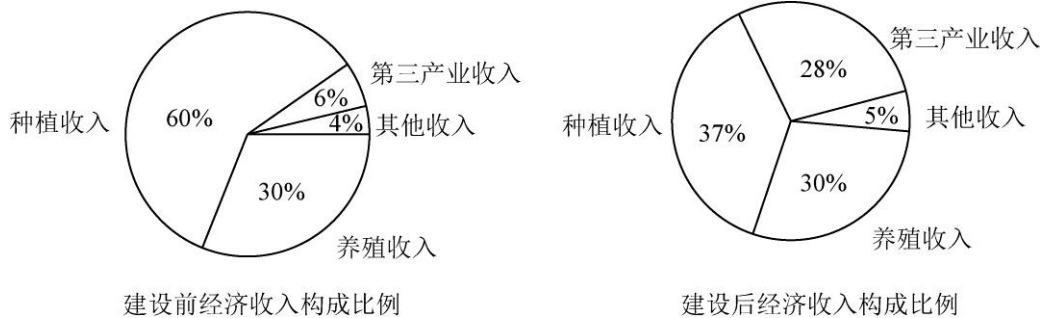 第三产业收入
6%
种植收入
60%
4%
其他收入
30%
养殖收入
建设前经济收入构成比例
第三产业收入
28%
种植收入
37%
5%
其他收入
30%
养殖收入
建设后经济收入构成比例